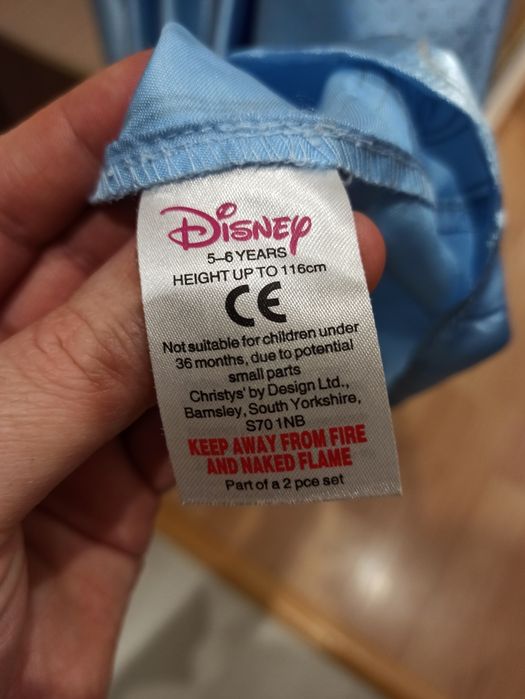 Disney
5–6 YEARS
HEIGHT UP TO 116cm
CE
Not suitable for children under
36 months, due to potential
small parts
Christys' by Design Ltd.,
Barnsley, South Yorkshire,
S70 1NB
KEEP AWAY FROM FIRE
AND NAKED FLAME
Part of a 2 pce set